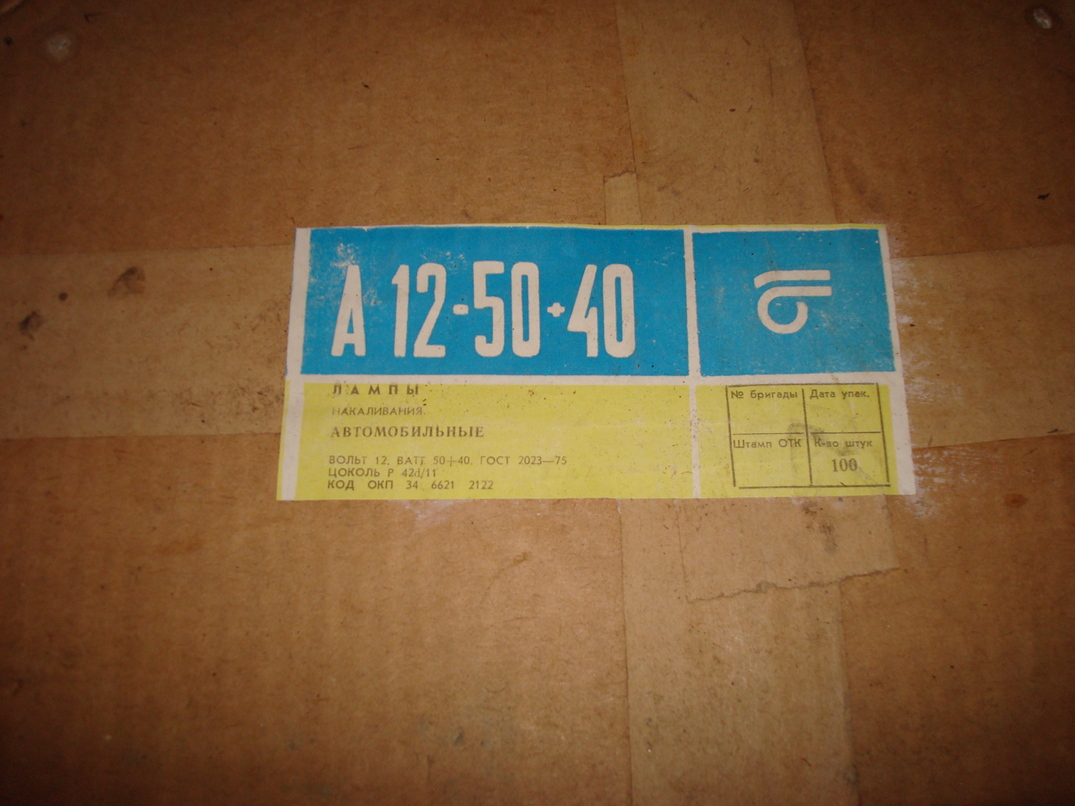 А 12-50+40
ЛАМПЫ
НАКАЛИВАНИЯ
АВТОМОБИЛЬНЫЕ
ВОЛЬТ 12, ВАТТ 50+40. ГОСТ 2023—75
ЦОКОЛЬ Р 42d/11
КОД ОКП 34 6621 2122
№ бригады Дата упак.
Штамп ОТК К-во штук
100